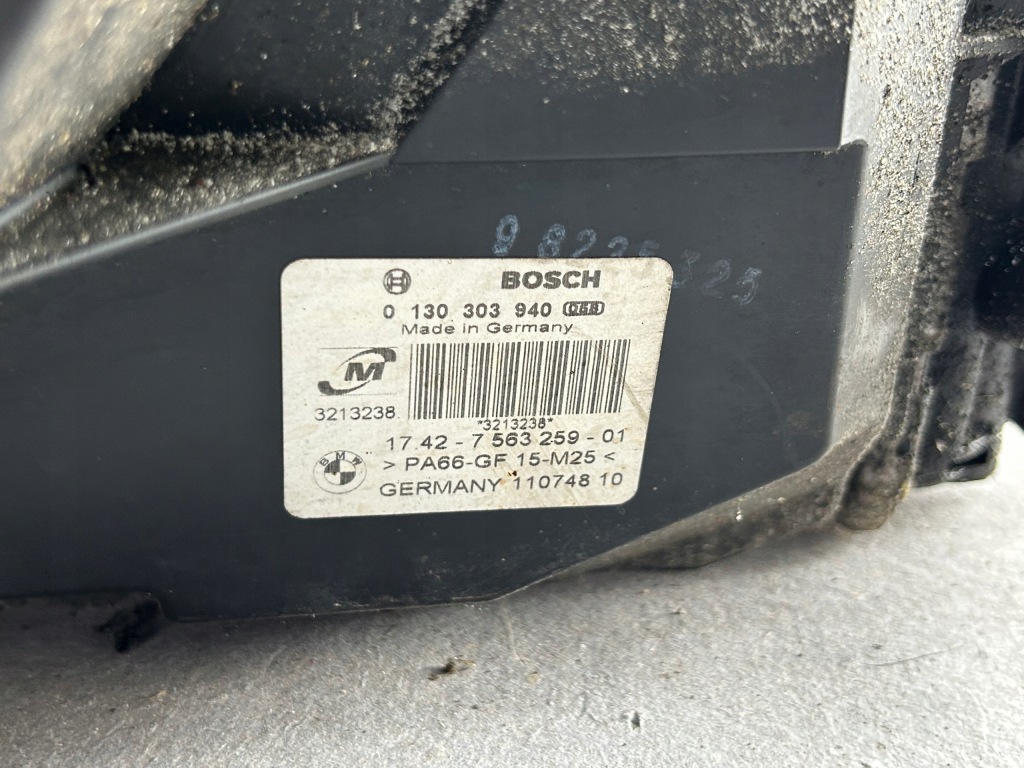 BOSCH
0 130 303 940
Made in Germany
M
3213238
*3213238*
17 42 - 7 563 259 - 01
BMW
> PA66-GF 15-M25 <
GERMANY 110748 10